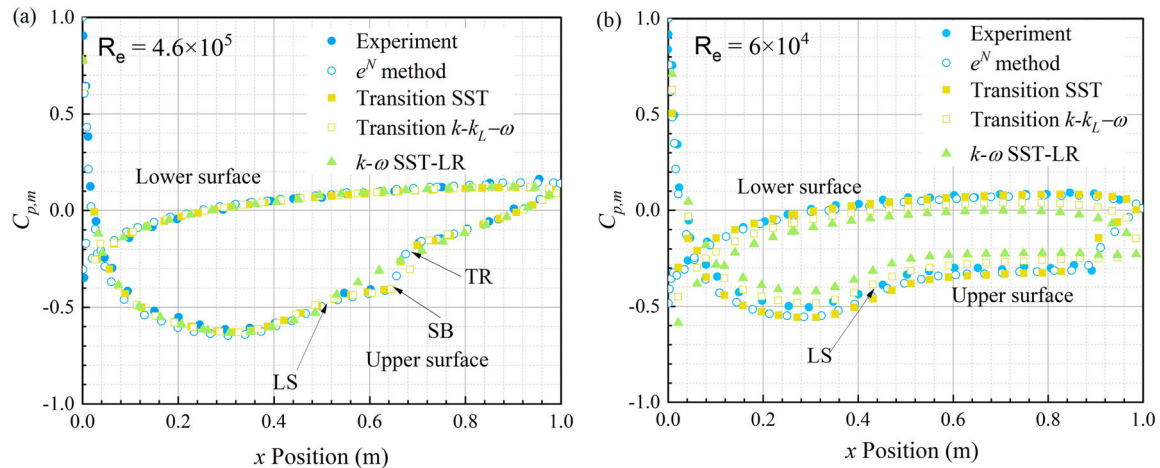 (a)
R_e = 4.6×10^5
Experiment
e^N method
Transition SST
Transition k-k_L−ω
k-ω SST-LR
Lower surface
TR
SB
Upper surface
LS
1.0
0.5
0.0
-0.5
-1.0
0.0 0.2 0.4 0.6 0.8 1.0
C_{p,m}
x Position (m)
(b)
R_e = 6×10^4
Experiment
e^N method
Transition SST
Transition k-k_L−ω
k-ω SST-LR
Lower surface
Upper surface
LS
1.0
0.5
0.0
-0.5
-1.0
0.0 0.2 0.4 0.6 0.8 1.0
C_{p,m}
x Position (m)